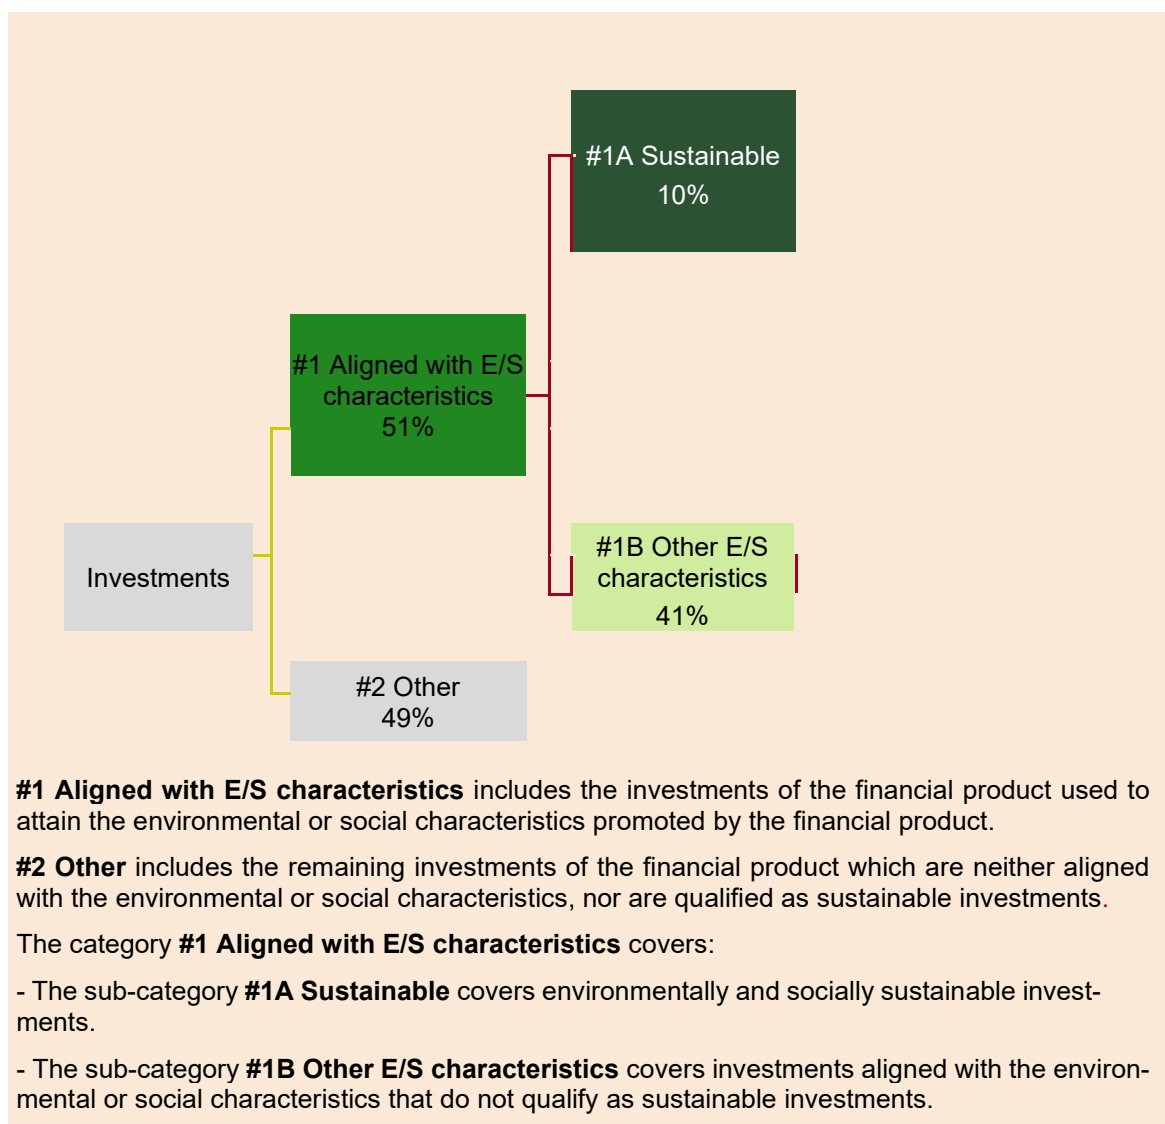 #1A Sustainable
10%
#1 Aligned with E/S
characteristics
51%
Investments
#1B Other E/S
characteristics
41%
#2 Other
49%
#1 Aligned with E/S characteristics includes the investments of the financial product used to
attain the environmental or social characteristics promoted by the financial product.
#2 Other includes the remaining investments of the financial product which are neither aligned
with the environmental or social characteristics, nor are qualified as sustainable investments.
The category #1 Aligned with E/S characteristics covers:
- The sub-category #1A Sustainable covers environmentally and socially sustainable invest-
ments.
- The sub-category #1B Other E/S characteristics covers investments aligned with the environ-
mental or social characteristics that do not qualify as sustainable investments.